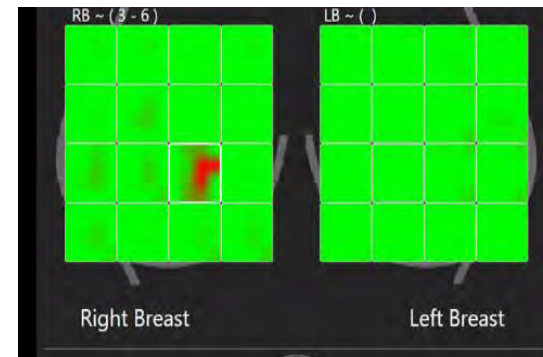 RB ~ ( 3 - 6 )
LB ~ ( )
Right Breast
Left Breast